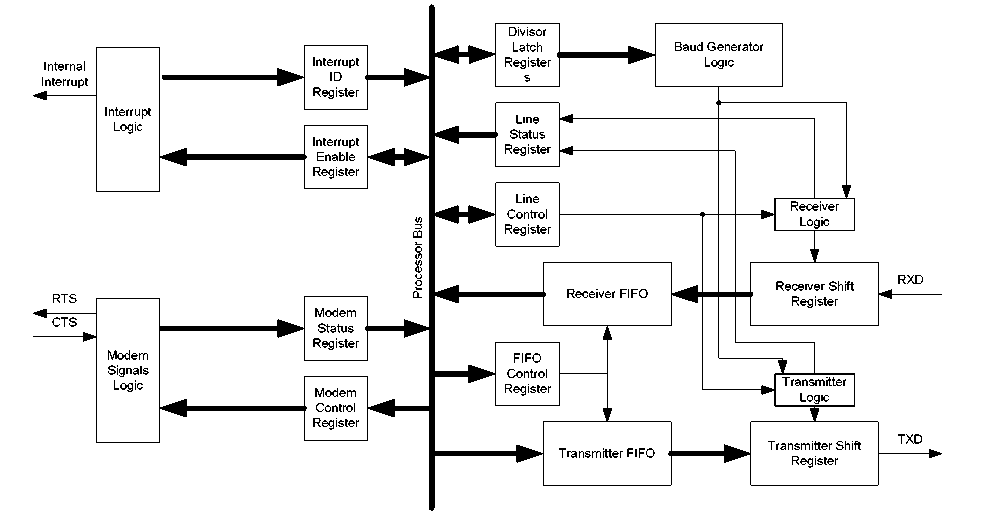 Internal
Interrupt
Interrupt
Logic
Interrupt
ID
Register
Interrupt
Enable
Register
RTS
CTS
Modem
Signals
Logic
Modem
Status
Register
Modem
Control
Register
Processor Bus
Divisor
Latch
Register
s
Baud Generator
Logic
Line
Status
Register
Line
Control
Register
Receiver
Logic
Receiver FIFO
Receiver Shift
Register
RXD
FIFO
Control
Register
Transmitter
Logic
Transmitter FIFO
Transmitter Shift
Register
TXD